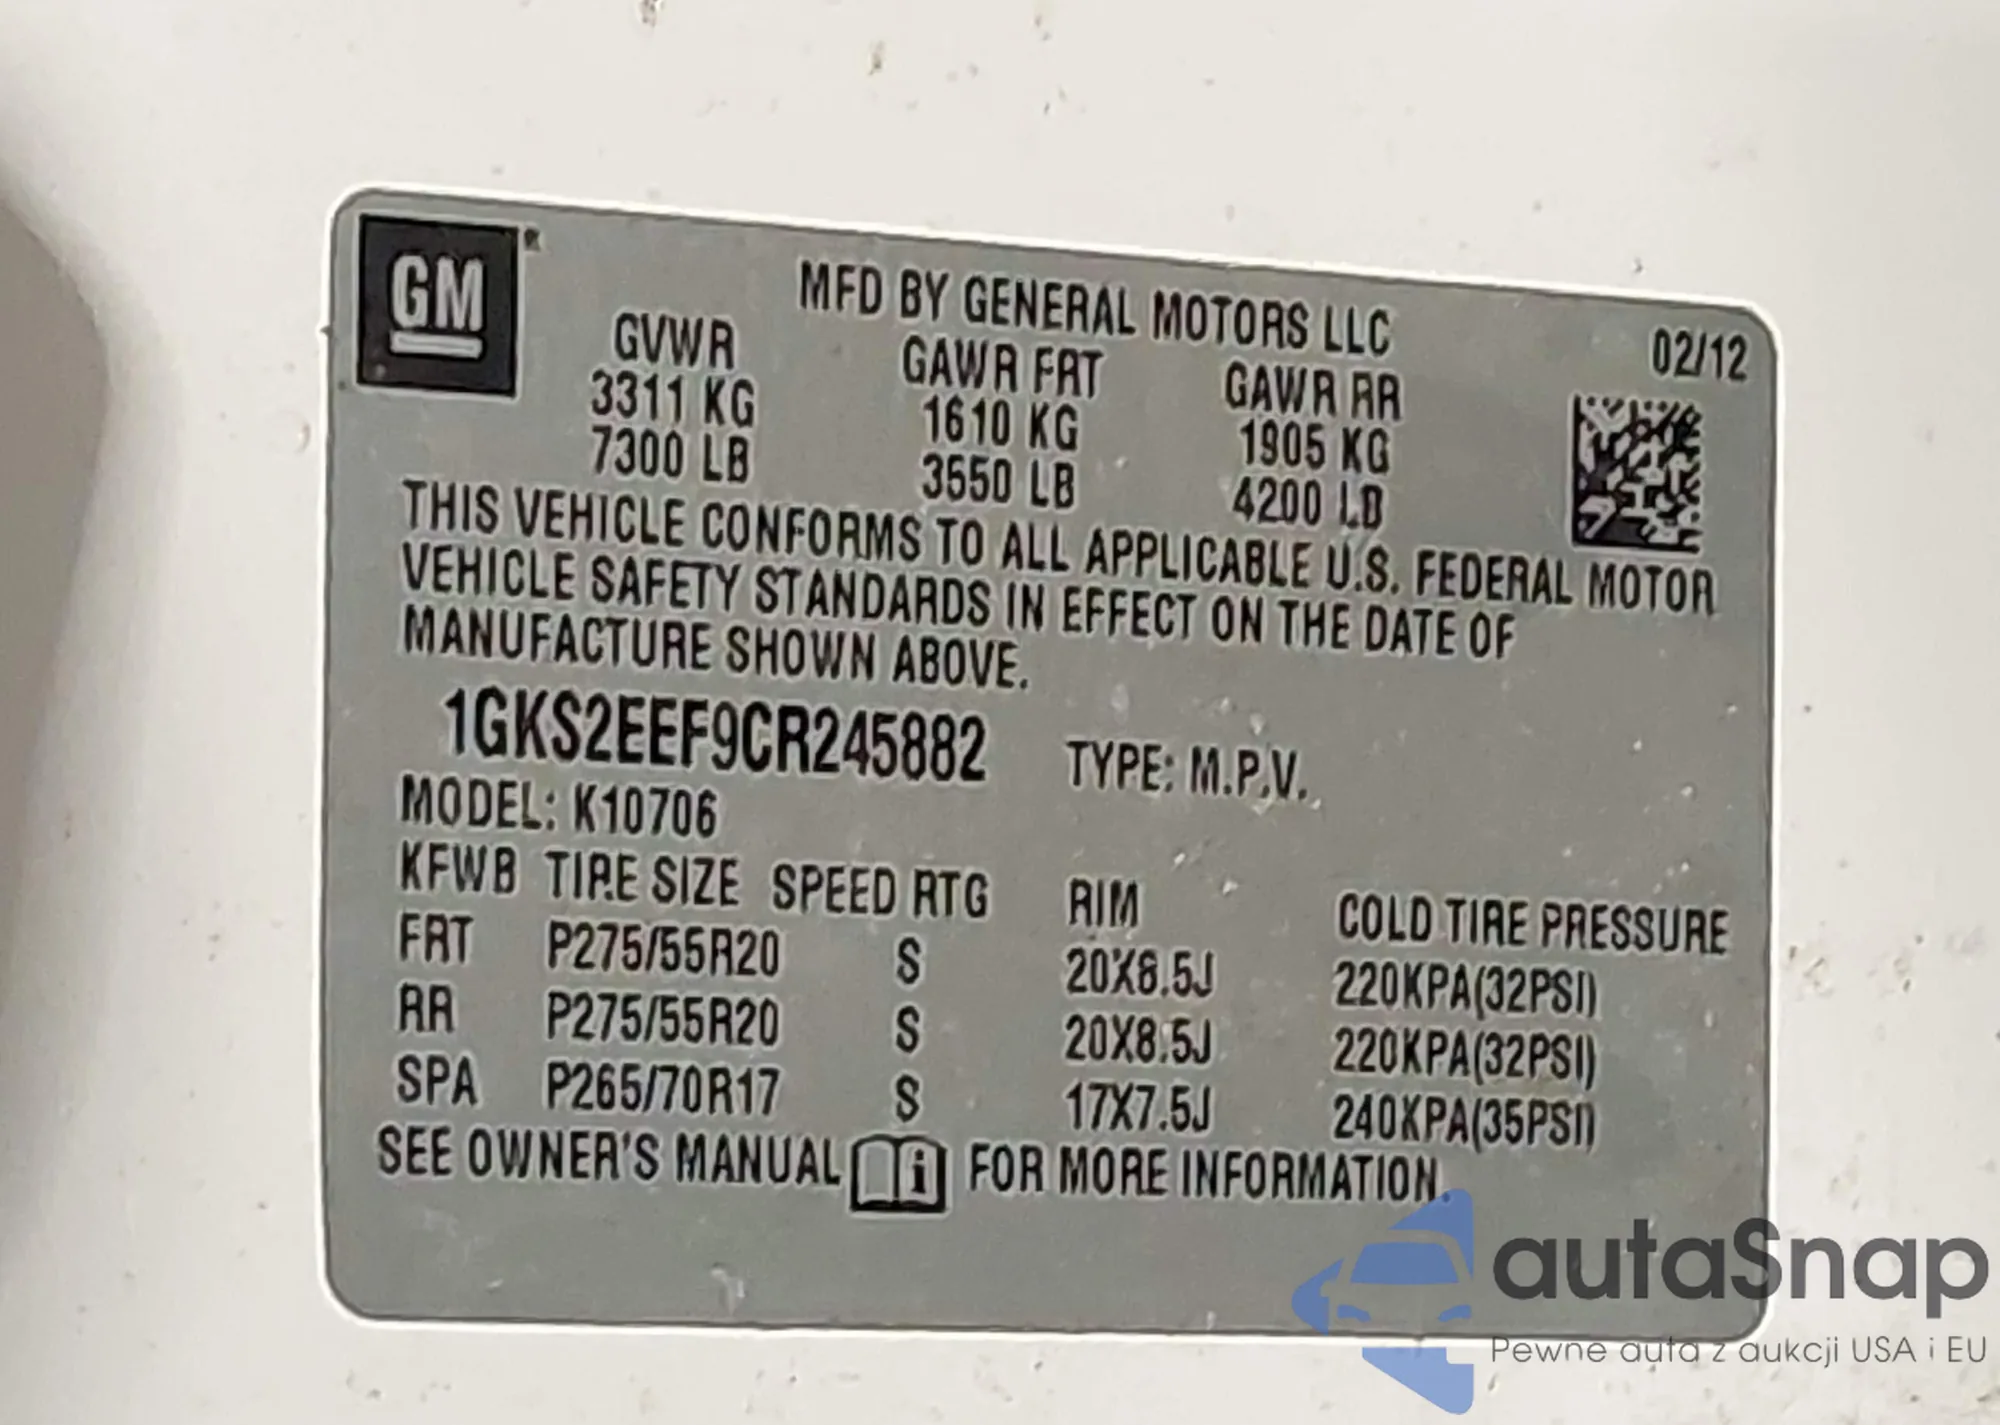 GM
MFD BY GENERAL MOTORS LLC
02/12
GVWR GAWR FRT GAWR RR
3311 KG 1610 KG 1905 KG
7300 LB 3550 LB 4200 LB
THIS VEHICLE CONFORMS TO ALL APPLICABLE U.S. FEDERAL MOTOR
VEHICLE SAFETY STANDARDS IN EFFECT ON THE DATE OF
MANUFACTURE SHOWN ABOVE.
1GKS2EEF9CR245882 TYPE: M.P.V.
MODEL: K10706
KFWB TIRE SIZE SPEED RTG RIM COLD TIRE PRESSURE
FRT P275/55R20 S 20X8.5J 220KPA(32PSI)
RR P275/55R20 S 20X8.5J 220KPA(32PSI)
SPA P265/70R17 S 17X7.5J 240KPA(35PSI)
SEE OWNER'S MANUAL i FOR MORE INFORMATION.
autaSnap
Pewne auta z aukcji USA i EU